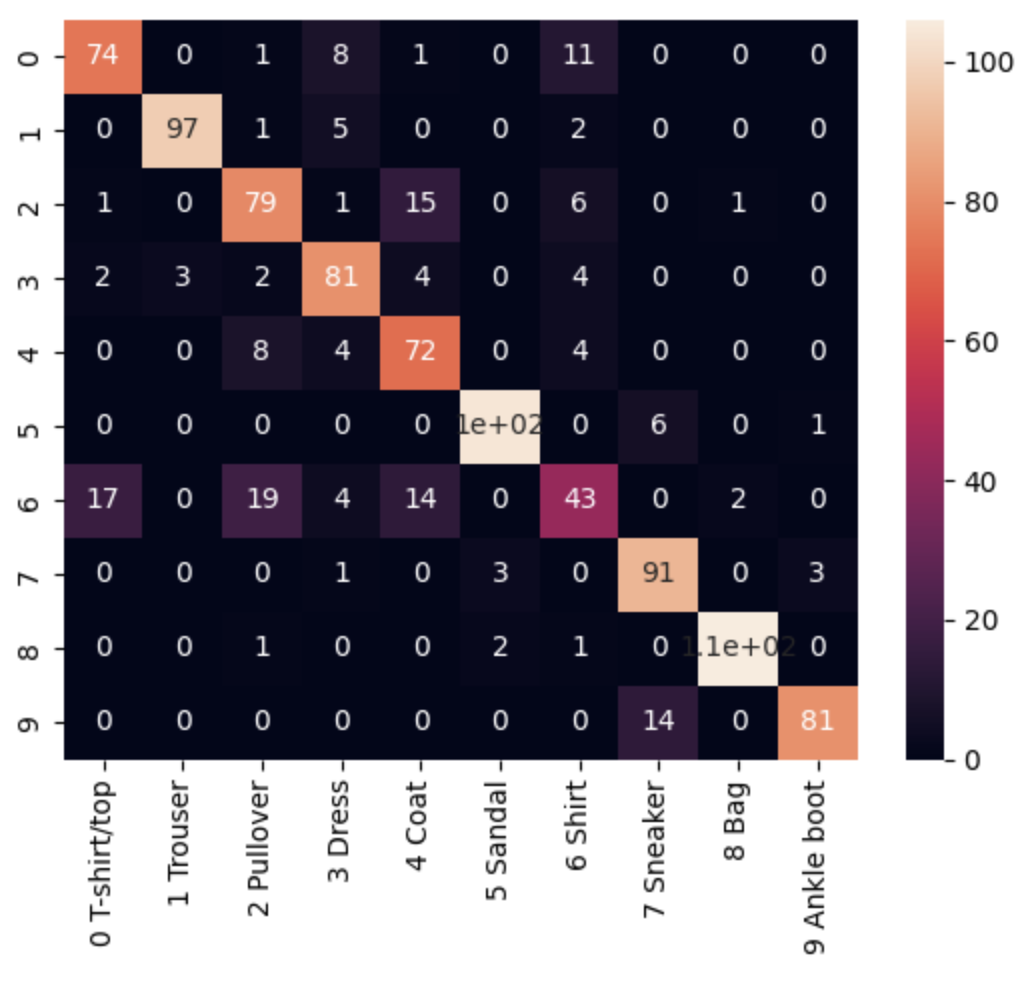 0 74 0 1 8 1 0 11 0 0 0
1 0 97 1 5 0 0 2 0 0 0
2 1 0 79 1 15 0 6 0 1 0
3 2 3 2 81 4 0 4 0 0 0
4 0 0 8 4 72 0 4 0 0 0
5 0 0 0 0 0 1e+02 0 6 0 1
6 17 0 19 4 14 0 43 0 2 0
7 0 0 0 1 0 3 0 91 0 3
8 0 0 1 0 0 2 1 0 1.1e+02 0
9 0 0 0 0 0 0 0 14 0 81
0 T-shirt/top
1 Trouser
2 Pullover
3 Dress
4 Coat
5 Sandal
6 Shirt
7 Sneaker
8 Bag
9 Ankle boot
100
80
60
40
20
0